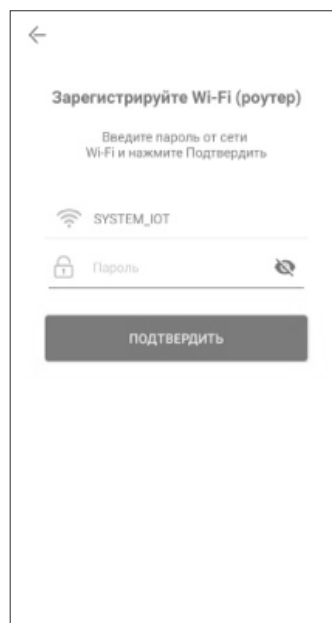 Зарегистрируйте Wi-Fi (роутер)
Введите пароль от сети
Wi-Fi и нажмите Подтвердить
SYSTEM_IOT
Пароль
ПОДТВЕРДИТЬ